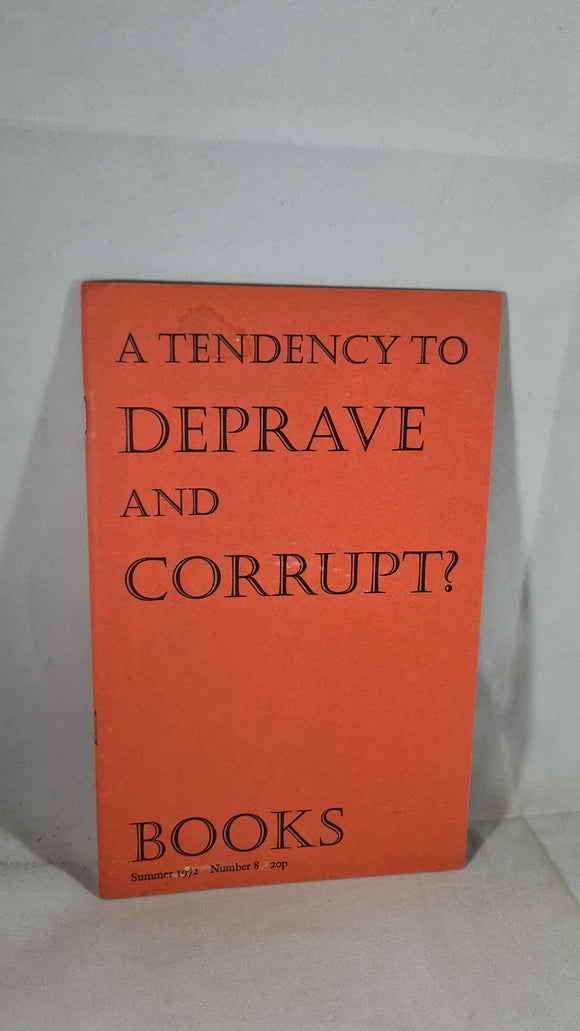 A TENDENCY TO
DEPRAVE
AND
CORRUPT?
BOOKS
Summer 1972 Number 8 20p